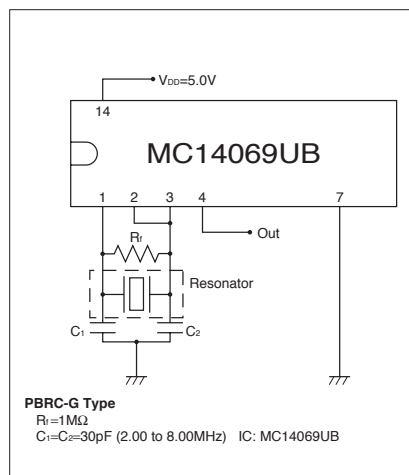 VDD=5.0V
14
MC14069UB
1 2 3 4 7
Out
Rf
Resonator
C1 C2
PBRC-G Type
Rf=1MΩ
C1=C2=30pF (2.00 to 8.00MHz) IC: MC14069UB